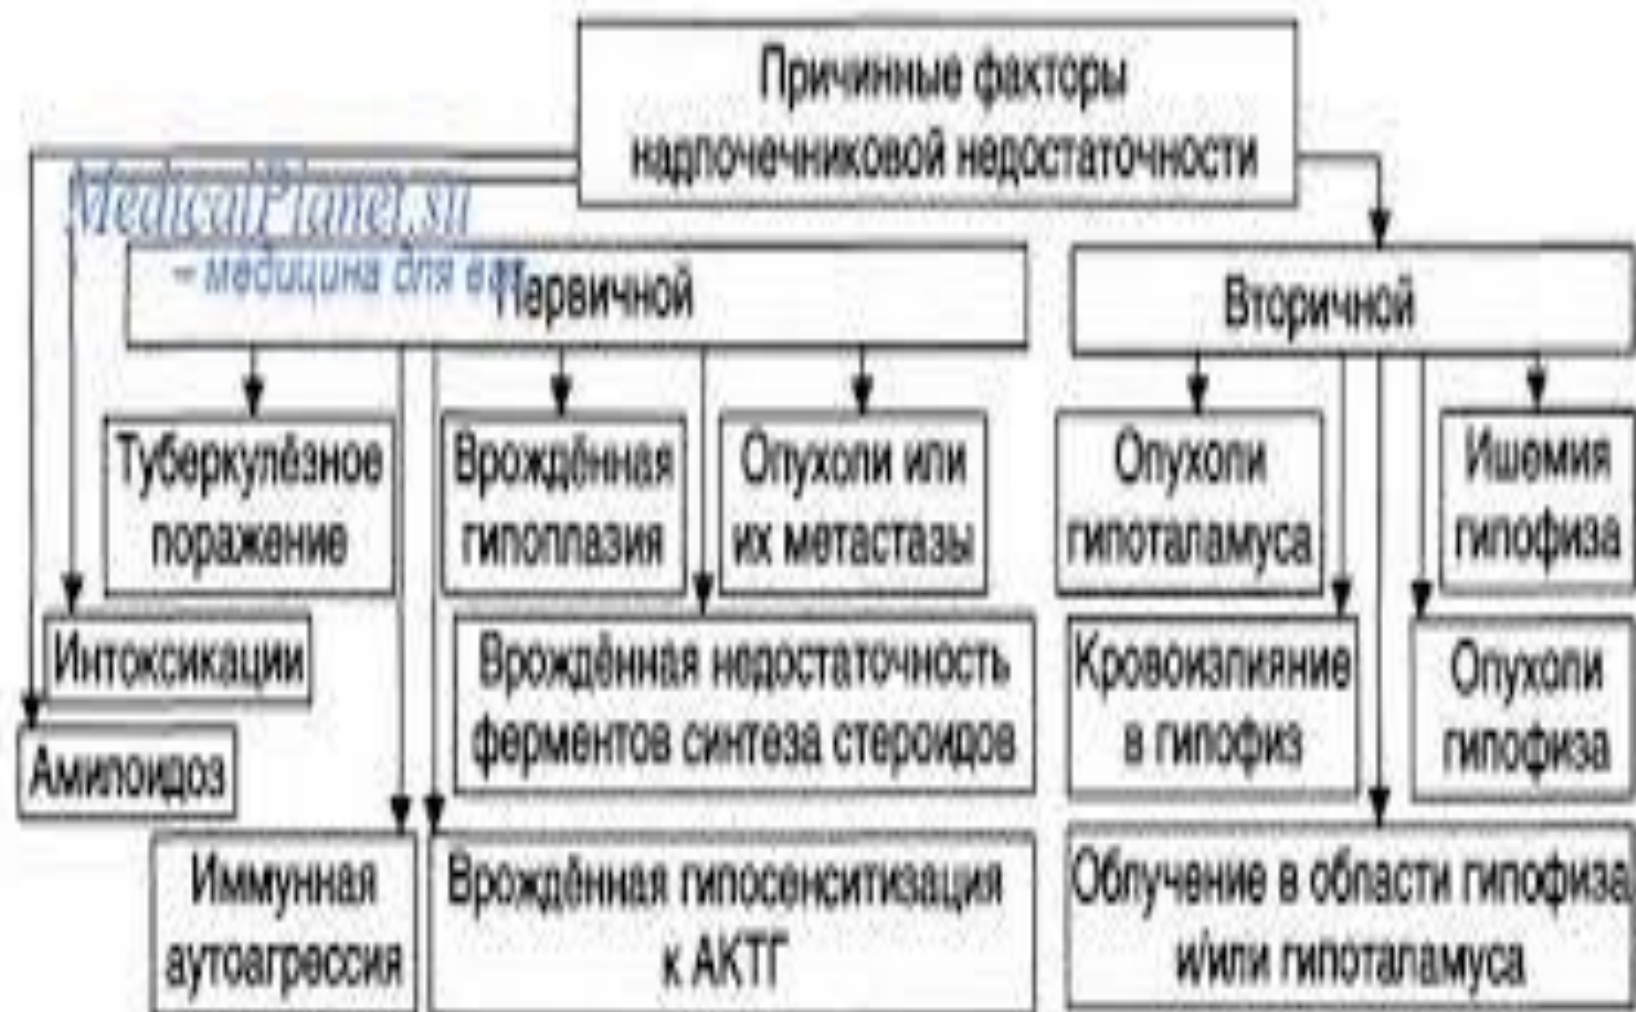 Причинные факторы
надпочечниковой недостаточности
MedicalPlanet.su
– медицина для вас
Первичной
Вторичной
Туберкулёзное
поражение
Врождённая
гипоплазия
Опухоли или
их метастазы
Опухоли
гипоталамуса
Ишемия
гипофиза
Интоксикации
Врождённая недостаточность
ферментов синтеза стероидов
Кровоизлияние
в гипофиз
Опухоли
гипофиза
Амилоидоз
Иммунная
аутоагрессия
Врождённая гипосенситизация
к АКТГ
Облучение в области гипофиза
и/или гипоталамуса